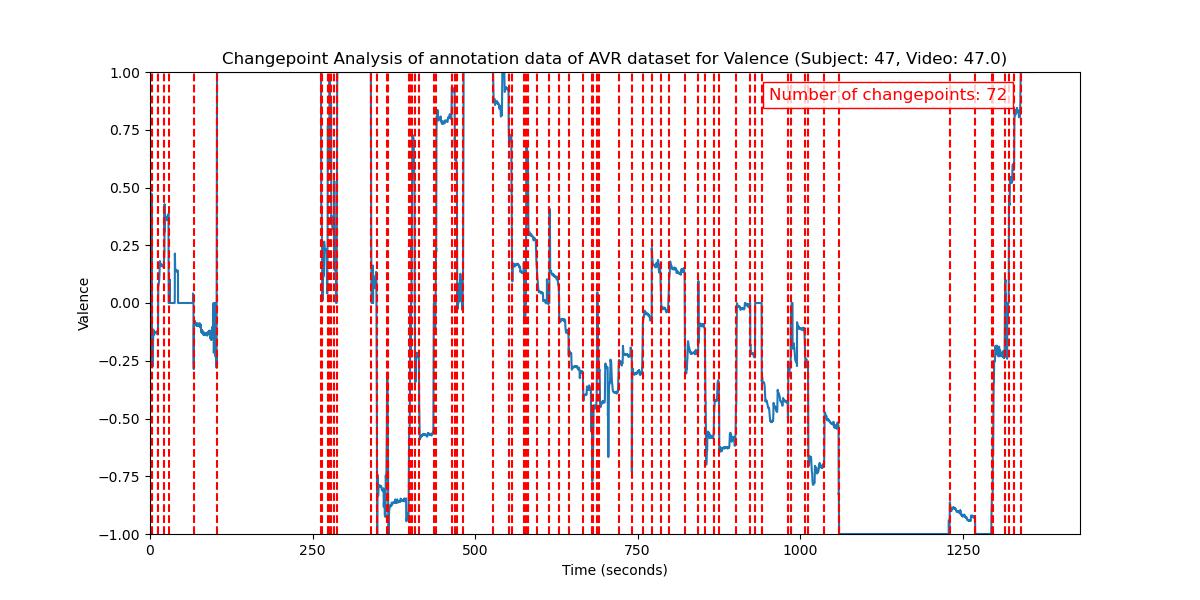 Changepoint Analysis of annotation data of AVR dataset for Valence (Subject: 47, Video: 47.0)
Number of changepoints: 72
1.00
0.75
0.50
0.25
0.00
−0.25
−0.50
−0.75
−1.00
Valence
0 250 500 750 1000 1250
Time (seconds)